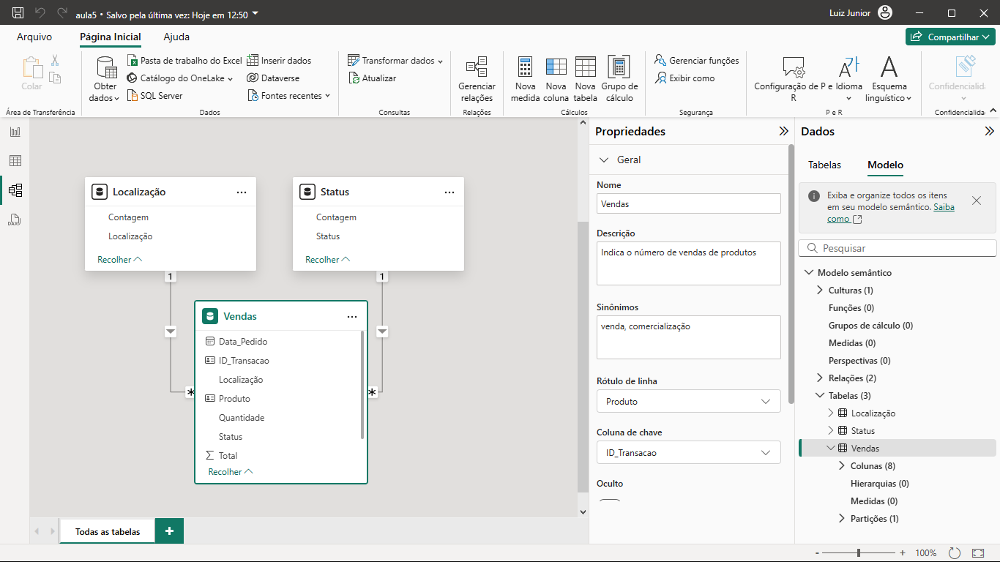 aula5 • Salvo pela última vez: Hoje em 12:50
Luiz Junior
Arquivo
Página Inicial
Ajuda
Compartilhar
Colar
Área de Transferência
Obter dados
Pasta de trabalho do Excel
Catálogo do OneLake
SQL Server
Inserir dados
Dataverse
Fontes recentes
Dados
Transformar dados
Atualizar
Consultas
Gerenciar relações
Relações
Nova medida
Nova coluna
Nova tabela
Grupo de cálculo
Cálculos
Gerenciar funções
Exibir como
Segurança
Configuração de P e R
Idioma
Esquema linguístico
P e R
Confidencialida
Confidencialida
DAX
Localização
Contagem
Localização
Recolher
Status
Contagem
Status
Recolher
1
1
Vendas
Data_Pedido
ID_Transacao
Localização
Produto
Quantidade
Status
Total
Recolher
*
*
Todas as tabelas
+
Propriedades
Geral
Nome
Vendas
Descrição
Indica o número de vendas de produtos
Sinônimos
venda, comercialização
Rótulo de linha
Produto
Coluna de chave
ID_Transacao
Oculto
Dados
Tabelas
Modelo
Exiba e organize todos os itens
em seu modelo semântico. Saiba
como
Pesquisar
Modelo semântico
Culturas (1)
Funções (0)
Grupos de cálculo (0)
Medidas (0)
Perspectivas (0)
Relações (2)
Tabelas (3)
Localização
Status
Vendas
Colunas (8)
Hierarquias (0)
Medidas (0)
Partições (1)
- + 100%